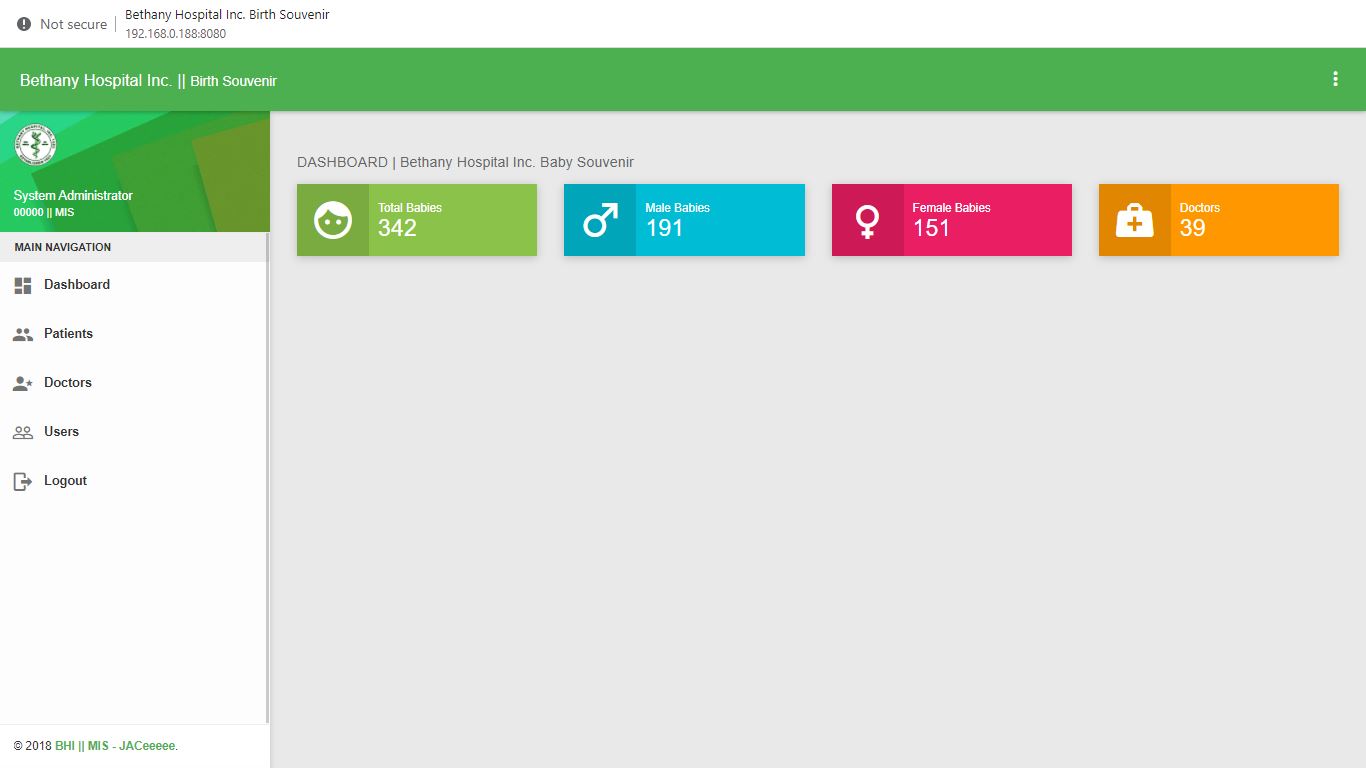 Not secure
Bethany Hospital Inc. Birth Souvenir
192.168.0.188:8080
Bethany Hospital Inc. || Birth Souvenir
System Administrator
00000 || MIS
MAIN NAVIGATION
Dashboard
Patients
Doctors
Users
Logout
© 2018 BHI || MIS - JACeeeee.
DASHBOARD | Bethany Hospital Inc. Baby Souvenir
Total Babies
342
Male Babies
191
Female Babies
151
Doctors
39